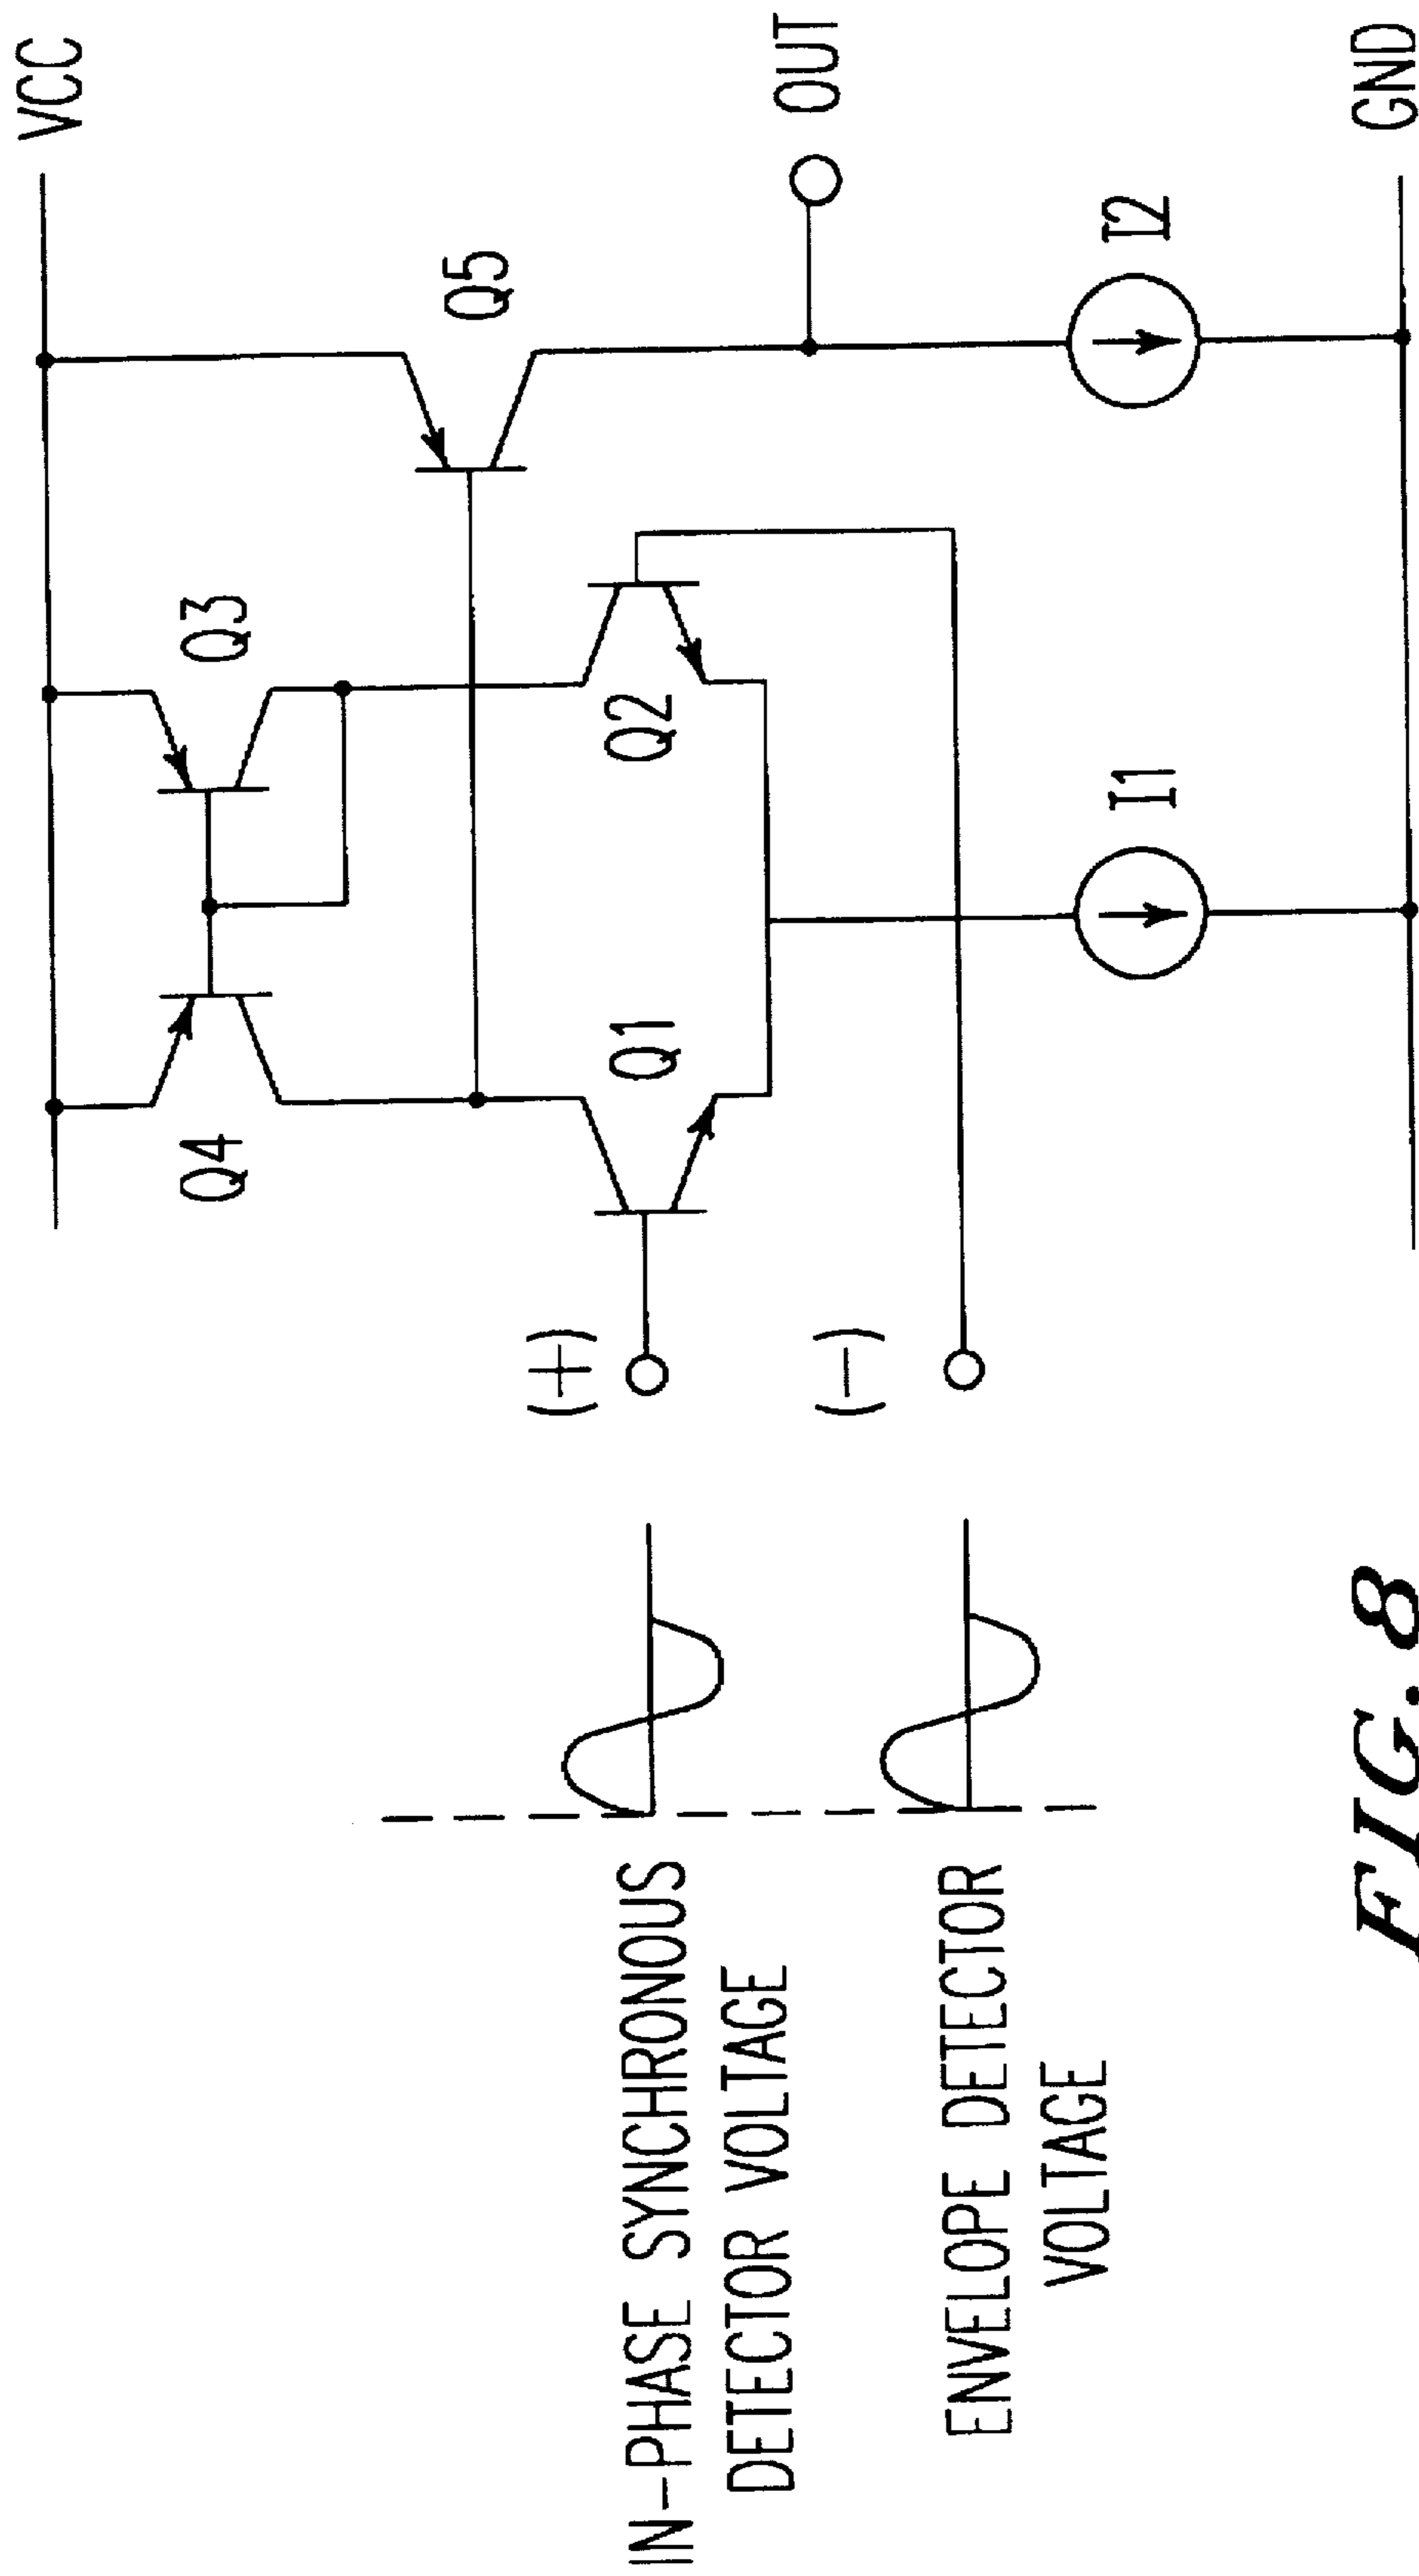 VCC
Q4
Q3
Q5
(+)
Q1
Q2
OUT
IN-PHASE SYNCHRONOUS
DETECTOR VOLTAGE
(-)
ENVELOPE DETECTOR
VOLTAGE
I1
I2
GND
FIG. 8